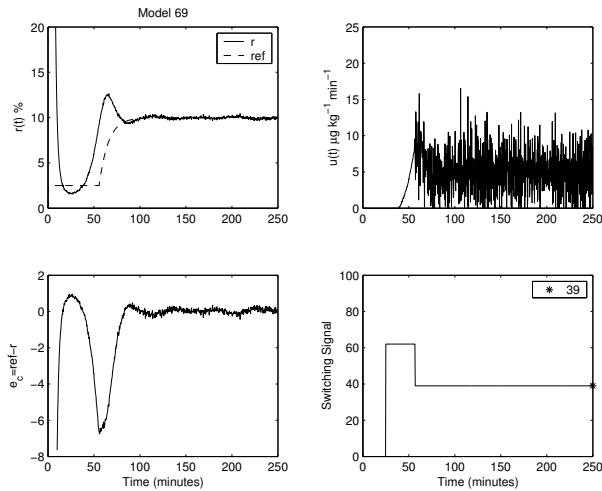 Model 69
20
15
10
5
0
r(t) %
0 50 100 150 200 250
r
ref
25
20
15
10
5
0
u(t) µg kg−1 min−1
0 50 100 150 200 250
2
0
−2
−4
−6
−8
ec=ref−r
0 50 100 150 200 250
Time (minutes)
100
80
60
40
20
0
Switching Signal
0 50 100 150 200 250
Time (minutes)
39